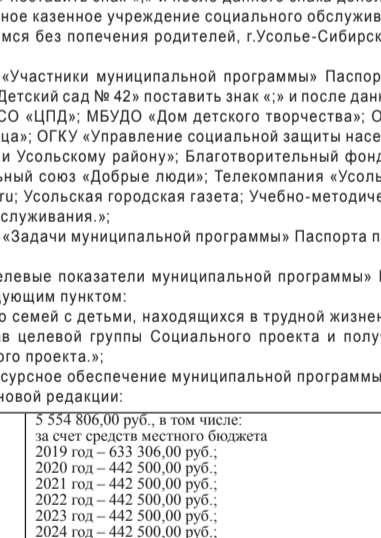 поставить знак «;» и после данного знака допол
ное казенное учреждение социального обслужив
мся без попечения родителей, г.Усолье-Сибирск
«Участники муниципальной программы» Паспор
Детский сад № 42» поставить знак «;» и после дан
СО «ЦПД»; МБУДО «Дом детского творчества»; О
ца»; ОГКУ «Управление социальной защиты насе
и Усольскому району»; Благотворительный фонд
ьный союз «Добрые люди»; Телекомпания «Усоль
ru; Усольская городская газета; Учебно-методиче
служивания.»;
«Задачи муниципальной программы» Паспорта п
елевые показатели муниципальной программы»
дующим пунктом:
о семей с детьми, находящихся в трудной жизнен
ав целевой группы Социального проекта и полу
ого проекта.»;
сурсное обеспечение муниципальной программы
новой редакции:
5 554 806,00 руб., в том числе:
за счет средств местного бюджета
2019 год – 633 306,00 руб.;
2020 год – 442 500,00 руб.;
2021 год – 442 500,00 руб.;
2022 год – 442 500,00 руб.;
2023 год – 442 500,00 руб.;
2024 год – 442 500,00 руб.;